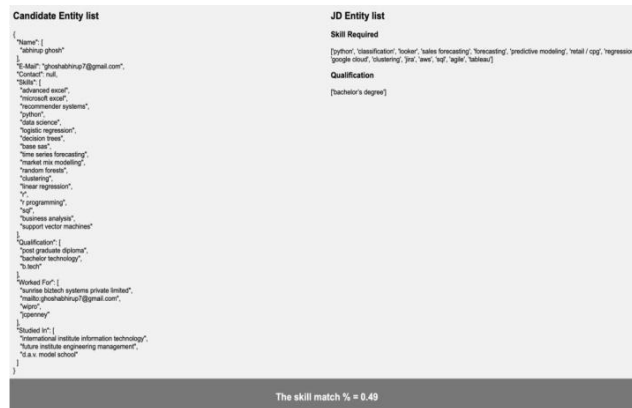 Candidate Entity list
{
"Name": [
"abhirup ghosh"
],
"E-Mail": "ghoshabhirup7@gmail.com",
"Contact": null,
"Skills": [
"advanced excel",
"microsoft excel",
"recommender systems",
"python",
"data science",
"logistic regression",
"decision trees",
"base sas",
"time series forecasting",
"market mix modelling",
"random forests",
"clustering",
"linear regression",
"r",
"r programming",
"sql",
"business analysis",
"support vector machines"
],
"Qualification": [
"post graduate diploma",
"bachelor technology",
"b.tech"
],
"Worked For": [
"sunrise biztech systems private limited",
"mailto:ghoshabhirup7@gmail.com",
"wipro",
"jcpenney"
],
"Studied In": [
"international institute information technology",
"future institute engineering management",
"d.a.v. model school"
]
}
JD Entity list
Skill Required
['python', 'classification', 'looker', 'sales forecasting', 'forecasting', 'predictive modeling', 'retail / cpg', 'regression
'google cloud', 'clustering', 'jira', 'aws', 'sql', 'agile', 'tableau']
Qualification
['bachelor's degree']
The skill match % = 0.49